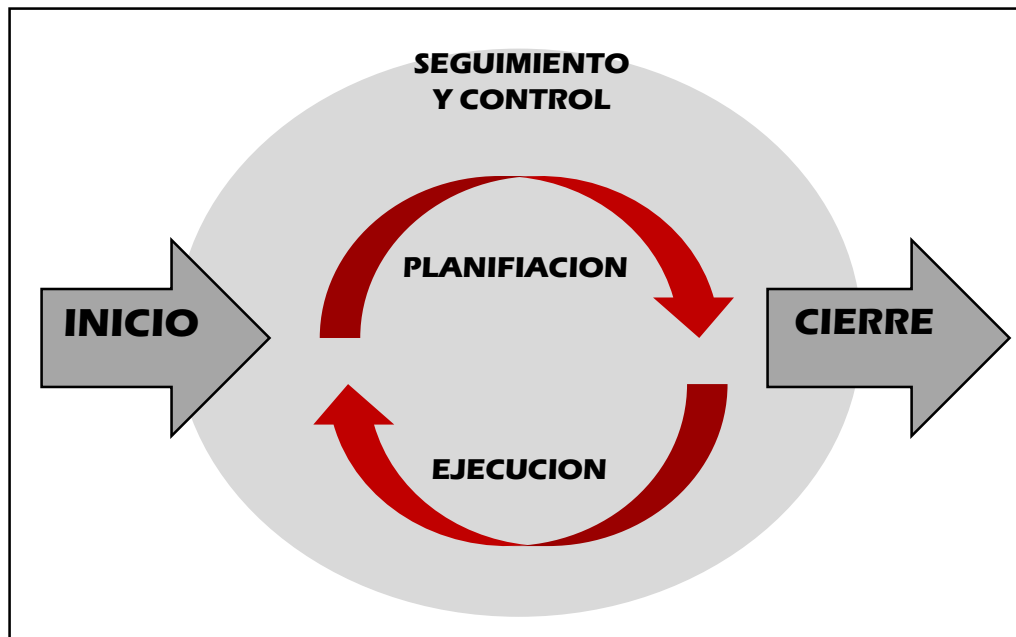 SEGUIMIENTO
Y CONTROL
PLANIFIACION
INICIO
CIERRE
EJECUCION